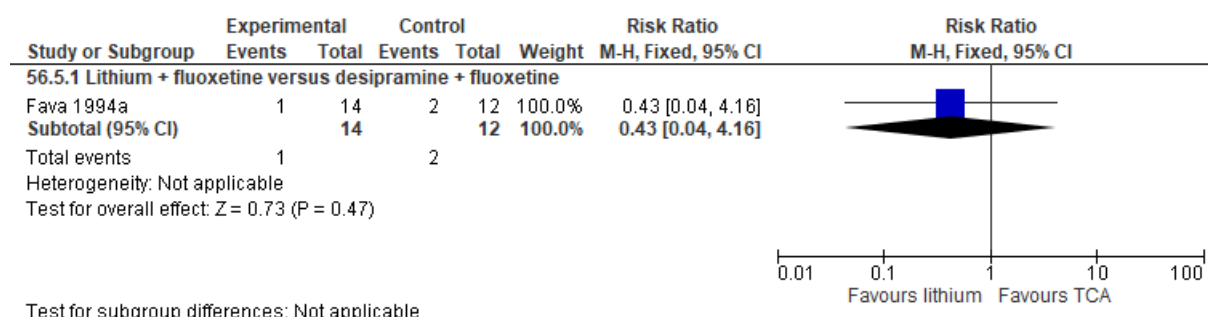 Experimental Control Risk Ratio Risk Ratio
Study or Subgroup Events Total Events Total Weight M-H, Fixed, 95% CI M-H, Fixed, 95% CI
56.5.1 Lithium + fluoxetine versus desipramine + fluoxetine
Fava 1994a 1 14 2 12 100.0% 0.43 [0.04, 4.16]
Subtotal (95% CI) 14 12 100.0% 0.43 [0.04, 4.16]
Total events 1 2
Heterogeneity: Not applicable
Test for overall effect: Z = 0.73 (P = 0.47)
0.01 0.1 1 10 100
Favours lithium Favours TCA
Test for subgroup differences: Not applicable